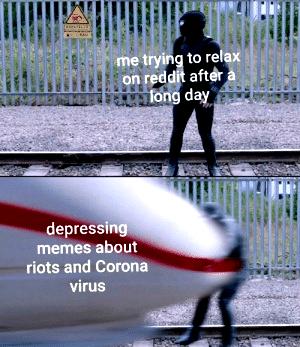 me trying to relax
on reddit after a
long day
depressing
memes about
riots and Corona
virus